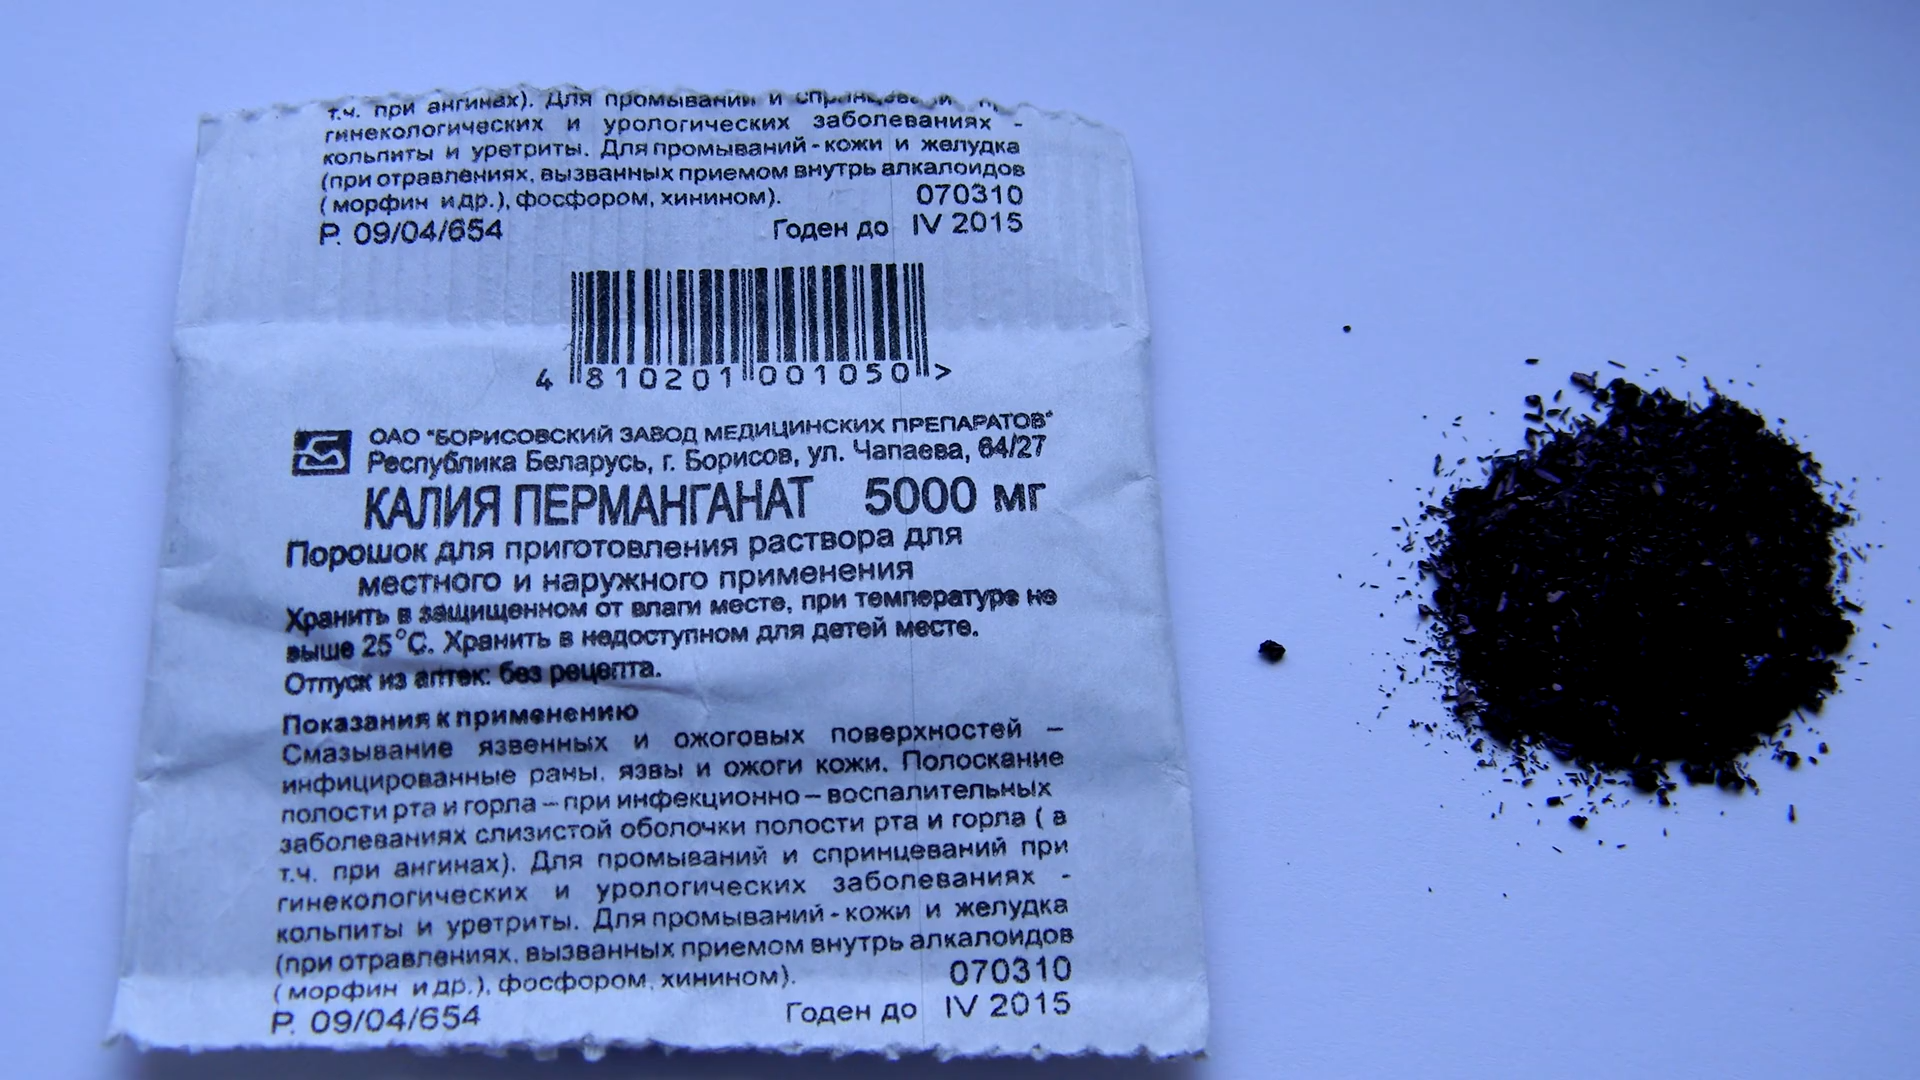 т.ч. при ангинах). Для промываний и спринцеваний
гинекологических и урологических заболеваниях -
кольпиты и уретриты. Для промываний - кожи и желудка
(при отравлениях, вызванных приемом внутрь алкалоидов
(морфин и др.), фосфором, хинином). 070310
Р. 09/04/654 Годен до IV 2015
4 810201 001050 >
ОАО "БОРИСОВСКИЙ ЗАВОД МЕДИЦИНСКИХ ПРЕПАРАТОВ"
Республика Беларусь, г. Борисов, ул. Чапаева, 64/27
КАЛИЯ ПЕРМАНГАНАТ 5000 мг
Порошок для приготовления раствора для
местного и наружного применения
Хранить в защищенном от влаги месте, при температуре не
выше 25°С. Хранить в недоступном для детей месте.
Отпуск из аптек: без рецепта.
Показания к применению
Смазывание язвенных и ожоговых поверхностей –
инфицированные раны, язвы и ожоги кожи. Полоскание
полости рта и горла – при инфекционно – воспалительных
заболеваниях слизистой оболочки полости рта и горла ( в
т.ч. при ангинах). Для промываний и спринцеваний при
гинекологических и урологических заболеваниях -
кольпиты и уретриты. Для промываний - кожи и желудка
(при отравлениях, вызванных приемом внутрь алкалоидов
(морфин и др.), фосфором, хинином). 070310
Р. 09/04/654 Годен до IV 2015